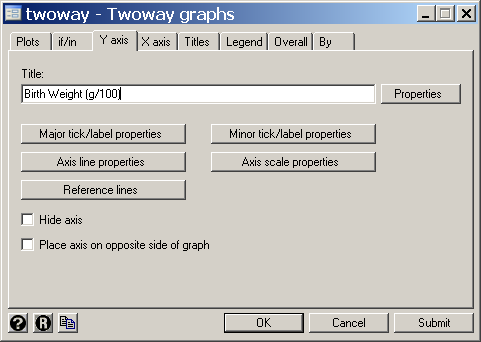 twoway - Twoway graphs
Plots if/in Y axis X axis Titles Legend Overall By
Title:
Birth Weight (g/100) Properties
Major tick/label properties Minor tick/label properties
Axis line properties Axis scale properties
Reference lines
Hide axis
Place axis on opposite side of graph
? R OK Cancel Submit